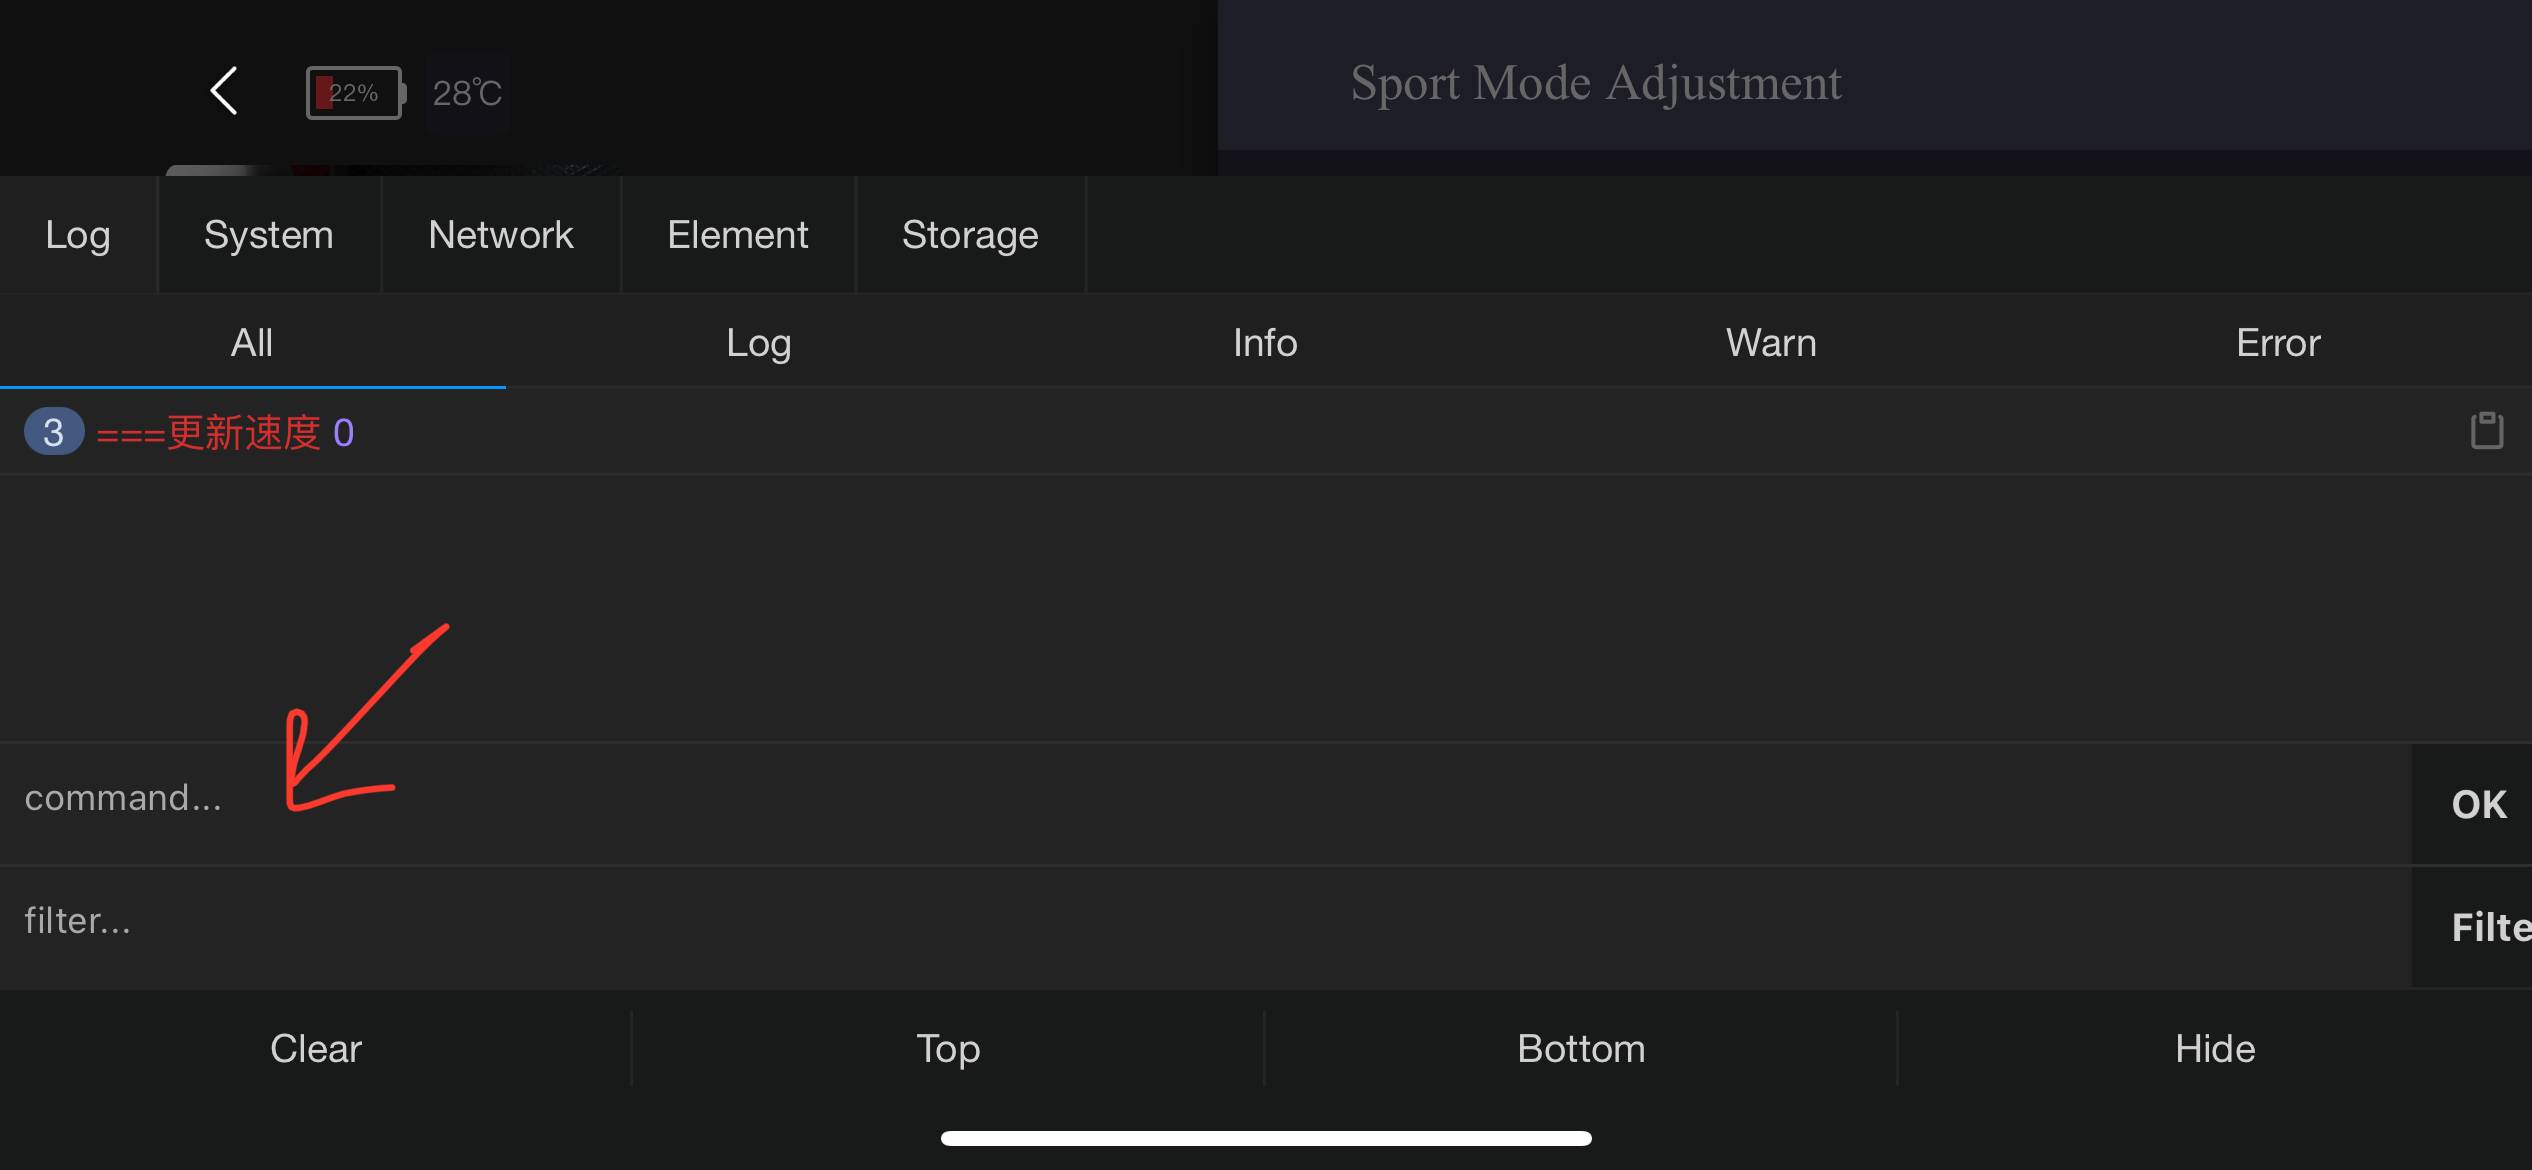 22% 28℃
Sport Mode Adjustment
Log System Network Element Storage
All Log Info Warn Error
3 ===更新速度 0
command...
OK
filter...
Filte
Clear Top Bottom Hide